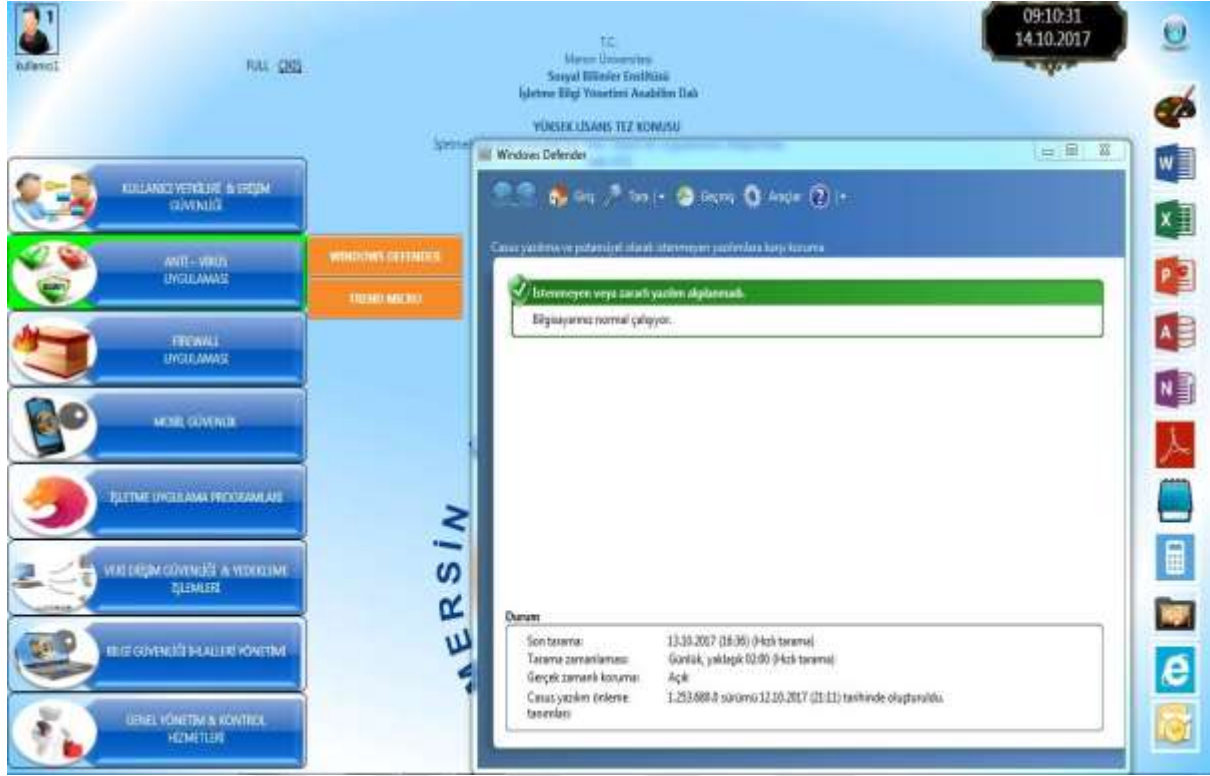 1
kullanici1
FULL ÇIKIŞ
09:10:31
14.10.2017
T.C.
Mersin Üniversitesi
Sosyal Bilimler Enstitüsü
İşletme Bilgi Yönetimi Anabilim Dalı
YÜKSEK LİSANS TEZ KONUSU
KULLANICI YETKİLERİ & ERİŞİM
GÜVENLİĞİ
ANTİ - VİRÜS
UYGULAMASI
WINDOWS DEFENDER
TREND MICRO
FIREWALL
UYGULAMASI
MOBİL GÜVENLİK
İŞLETME UYGULAMA PROGRAMLARI
VERİ DEĞİŞİM GÜVENLİĞİ & YEDEKLEME
İŞLEMLERİ
BİLGİ GÜVENLİĞİ İHLALLERİ YÖNETİMİ
GENEL YÖNETİM & KONTROL
HİZMETLERİ
MERSİN
Windows Defender
Giriş Tara Geçmiş Araçlar
Casus yazılıma ve potansiyel olarak istenmeyen yazılımlara karşı koruma
İstenmeyen veya zararlı yazılım algılanmadı.
Bilgisayarınız normal çalışıyor.
Durum
Son tarama: 13.10.2017 (16:36) (Hızlı tarama)
Tarama zamanlaması: Günlük, yaklaşık 02:00 (Hızlı tarama)
Gerçek zamanlı koruma: Açık
Casus yazılım önleme 1.253.688.0 sürümü 12.10.2017 (21:11) tarihinde oluşturuldu.
tanımları: